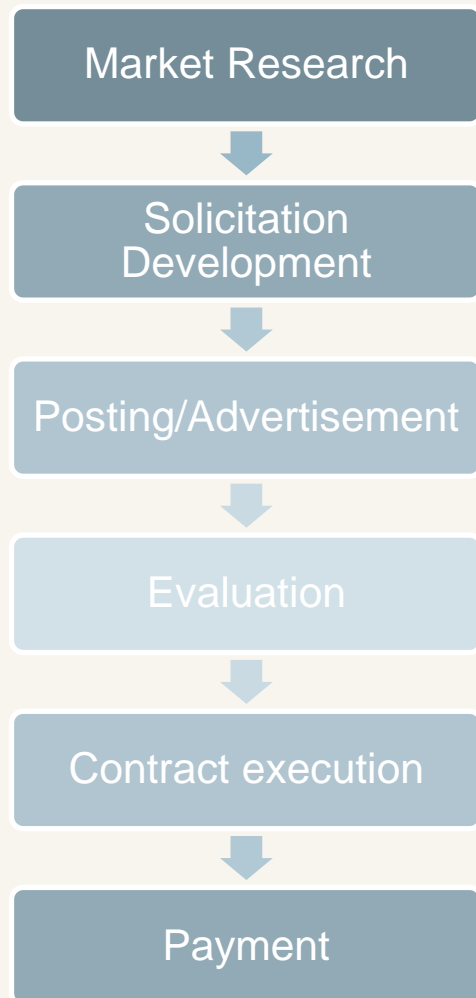 Market Research
Solicitation
Development
Posting/Advertisement
Evaluation
Contract execution
Payment